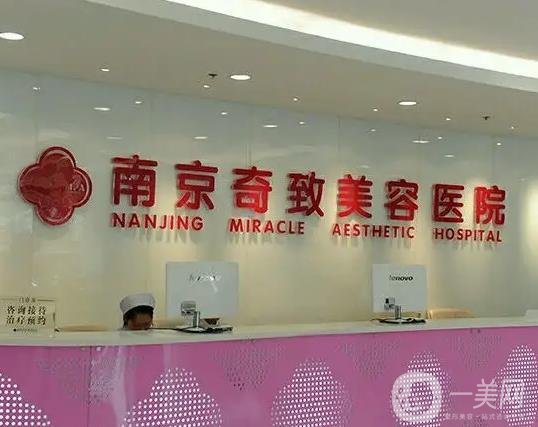 南京奇致美容医院
NANJING MIRACLE AESTHETIC HOSPITAL
lenovo
lenovo
咨询接待
治疗预约
一美网